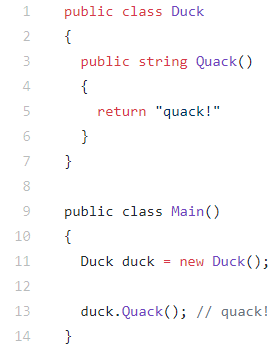 1 public class Duck
2 {
3 public string Quack()
4 {
5 return "quack!"
6 }
7 }
8
9 public class Main()
10 {
11 Duck duck = new Duck();
12
13 duck.Quack(); // quack!
14 }